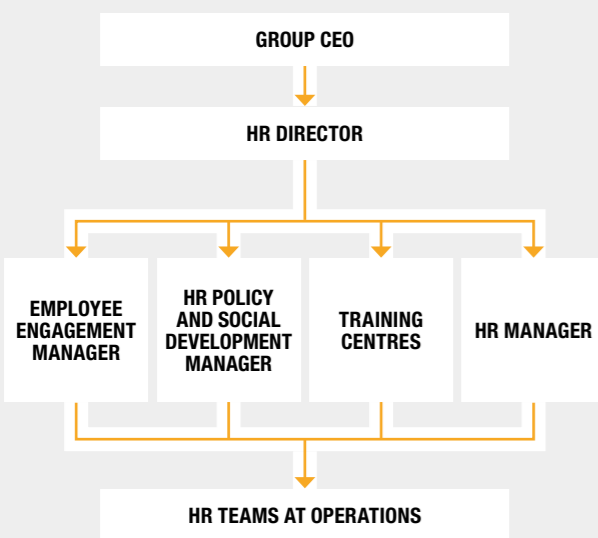 GROUP CEO
HR DIRECTOR
EMPLOYEE
ENGAGEMENT
MANAGER
HR POLICY
AND SOCIAL
DEVELOPMENT
MANAGER
TRAINING
CENTRES
HR MANAGER
HR TEAMS AT OPERATIONS